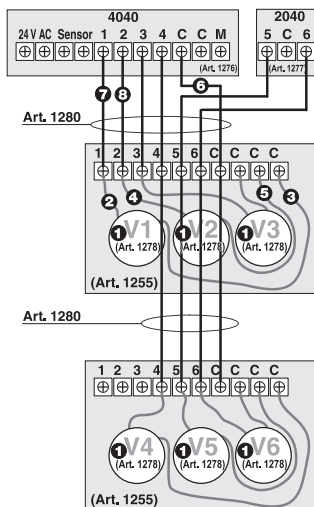 4040 2040
24 V AC Sensor 1 2 3 4 C C M 5 C 6
(Art. 1276) (Art. 1277)
7 8 6
Art. 1280
1 2 3 4 5 6 C C C C
2 4 5 3
1 V1 1 V2 1 V3
(Art. 1278) (Art. 1278) (Art. 1278)
(Art. 1255)
Art. 1280
1 2 3 4 5 6 C C C C
1 V4 1 V5 1 V6
(Art. 1278) (Art. 1278) (Art. 1278)
(Art. 1255)